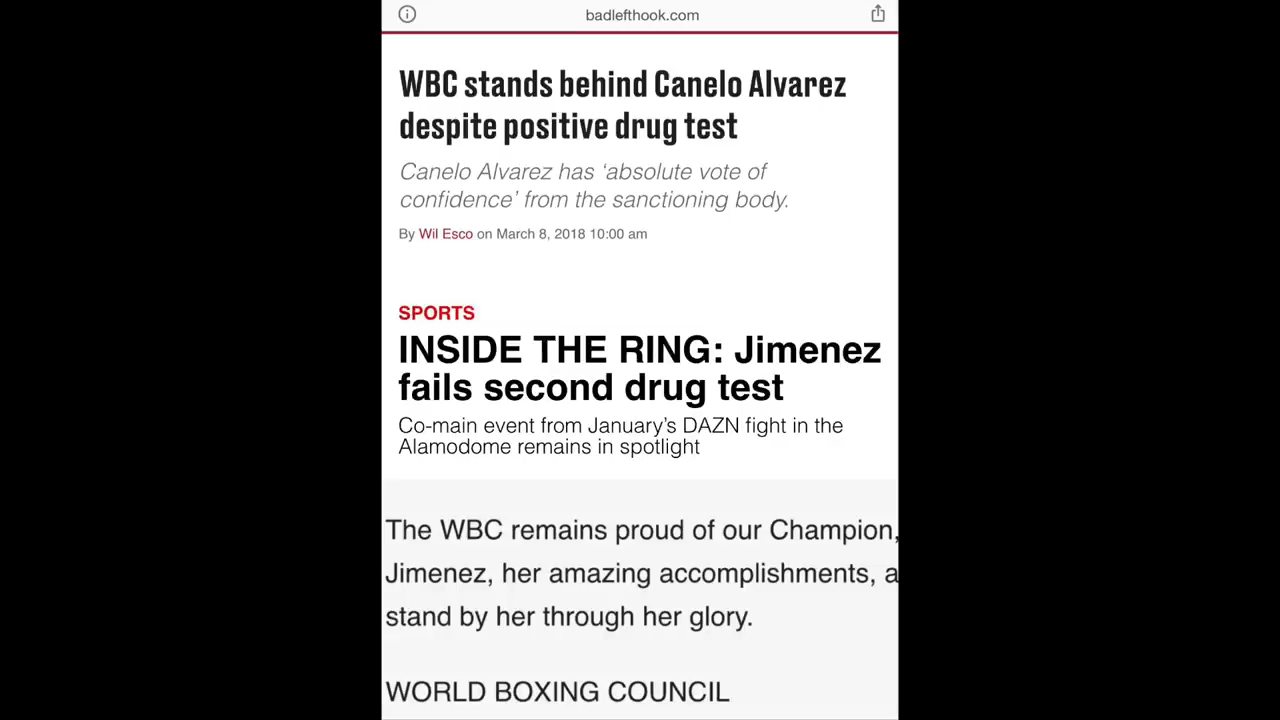 badlefthook.com
WBC stands behind Canelo Alvarez
despite positive drug test
Canelo Alvarez has ‘absolute vote of
confidence’ from the sanctioning body.
By Wil Esco on March 8, 2018 10:00 am
SPORTS
INSIDE THE RING: Jimenez
fails second drug test
Co-main event from January’s DAZN fight in the
Alamodome remains in spotlight
The WBC remains proud of our Champion,
Jimenez, her amazing accomplishments, a
stand by her through her glory.
WORLD BOXING COUNCIL